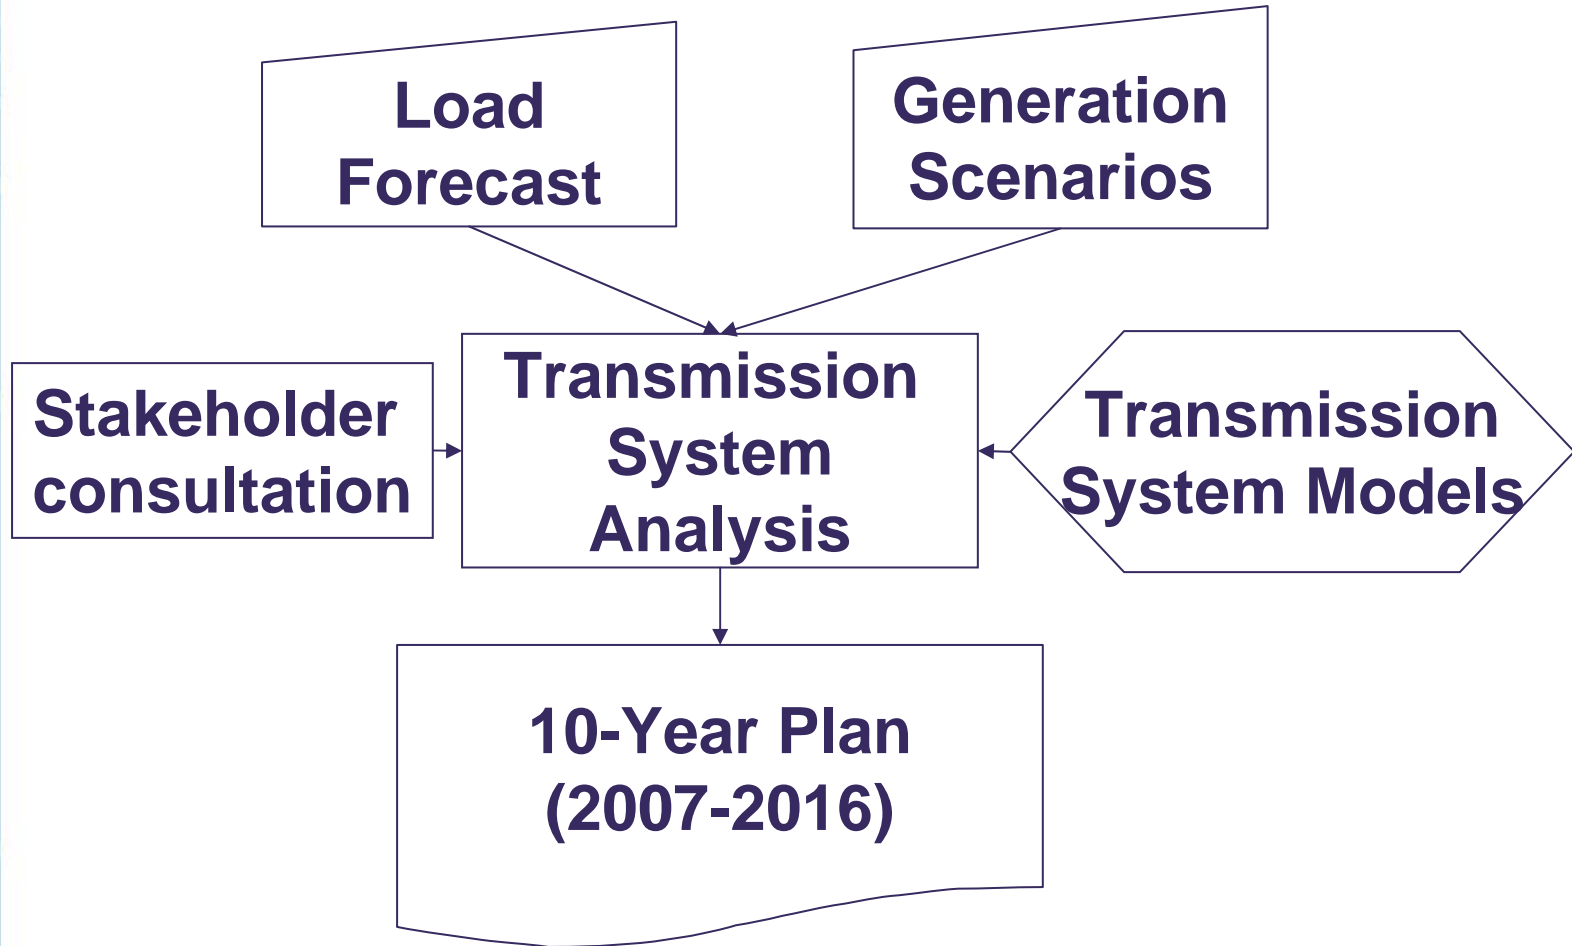 Load
Forecast
Generation
Scenarios
Stakeholder
consultation
Transmission
System
Analysis
Transmission
System Models
10-Year Plan
(2007-2016)